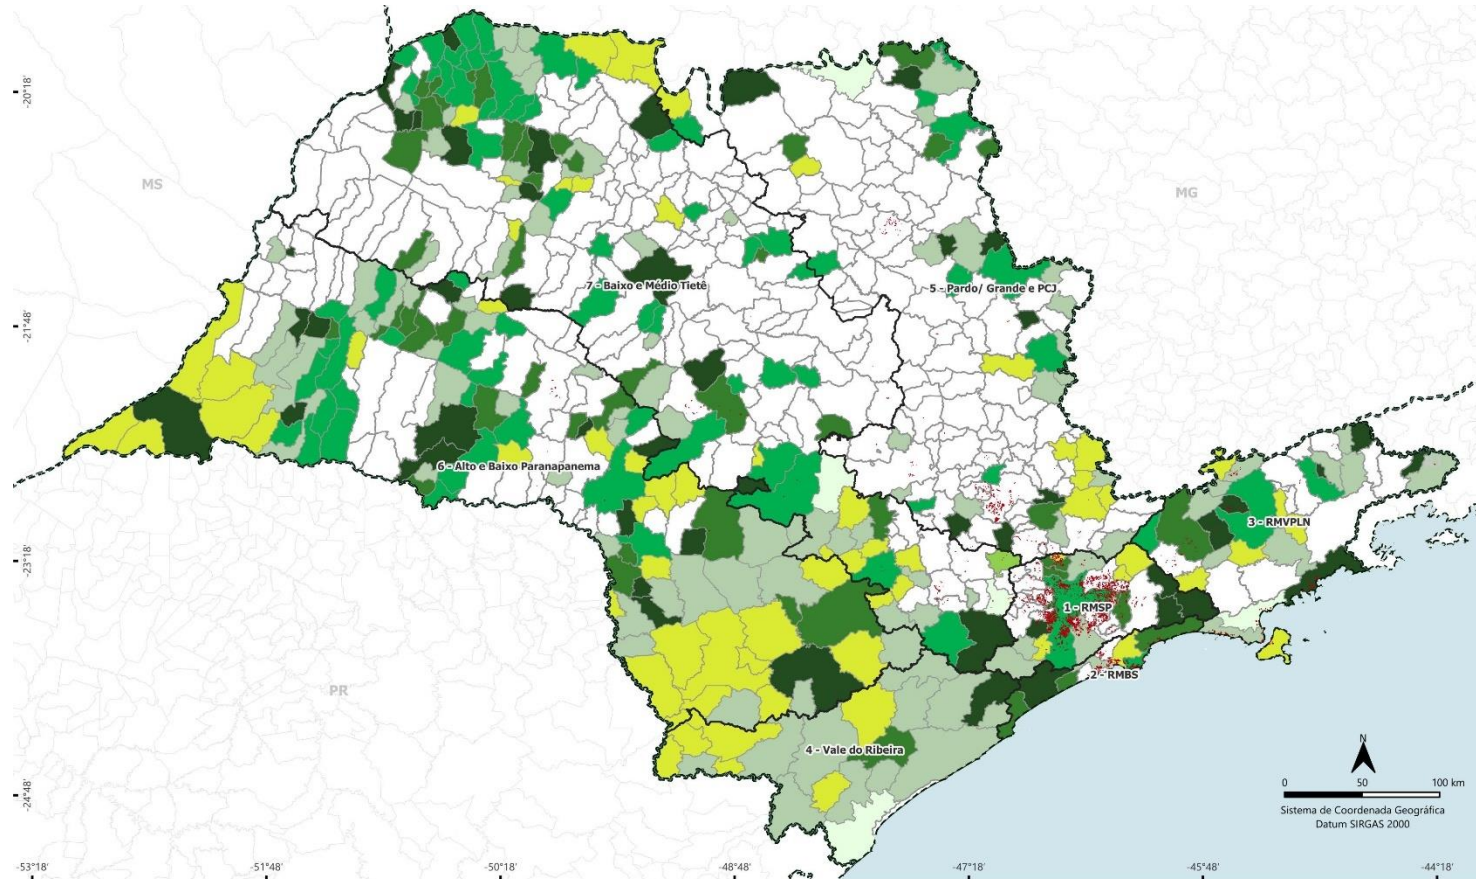 -20°18'
MS
MG
7 - Baixo e Médio Tietê
5 - Pardo/ Grande e PCJ
-21°48'
6 - Alto e Baixo Paranapanema
3 - RMVPLN
-23°18'
1 - RMSP
2 - RMBS
PR
4 - Vale do Ribeira
N
0 50 100 km
Sistema de Coordenada Geográfica
Datum SIRGAS 2000
-24°48'
-53°18' -51°48' -50°18' -48°48' -47°18' -45°48' -44°18'